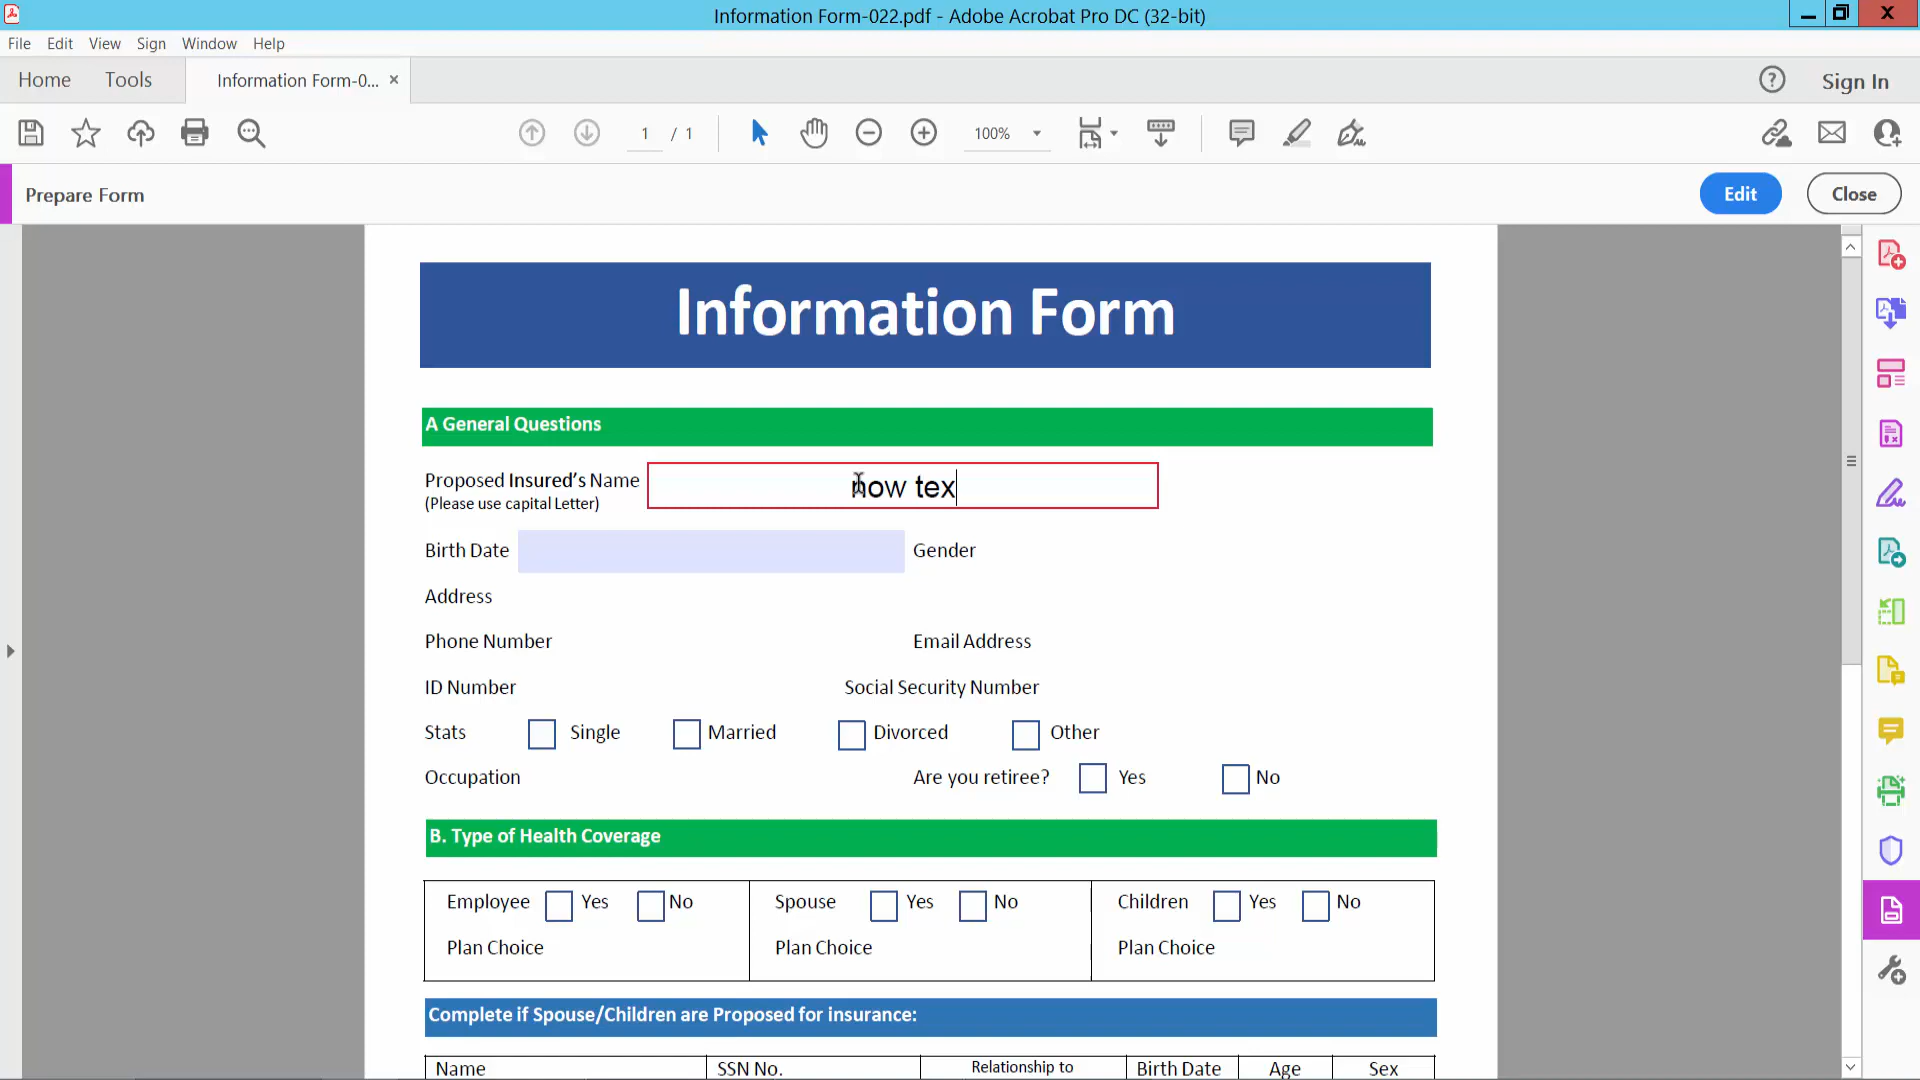 Information Form-022.pdf - Adobe Acrobat Pro DC (32-bit)
File Edit View Sign Window Help
Home Tools Information Form-0... × Sign In
1 / 1 100%
Prepare Form Edit Close
Information Form
A General Questions
Proposed Insured's Name now tex
(Please use capital Letter)
Birth Date Gender
Address
Phone Number Email Address
ID Number Social Security Number
Stats Single Married Divorced Other
Occupation Are you retiree? Yes No
B. Type of Health Coverage
Employee Yes No Spouse Yes No Children Yes No
Plan Choice Plan Choice Plan Choice
Complete if Spouse/Children are Proposed for insurance:
Name SSN No. Relationship to Birth Date Age Sex